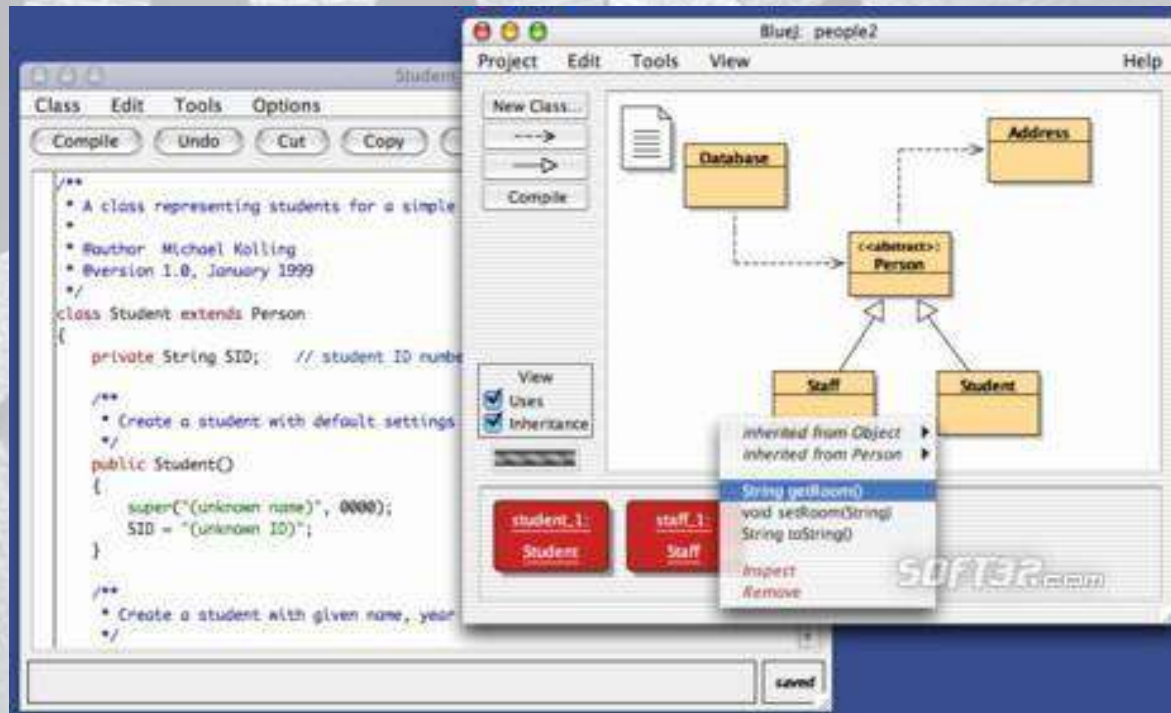 Student
Class Edit Tools Options
Compile Undo Cut Copy
/**
* A class representing students for a simple
*
* @author Michael Kolling
* @version 1.0, January 1999
*/
class Student extends Person
{
private String SID; // student ID numbe
/**
* Create a student with default settings
*/
public Student()
{
super("(unknown name)", 0000);
SID = "(unknown ID)";
}
/**
* Create a student with given name, year
*/
saved
BlueJ: people2
Project Edit Tools View Help
New Class...
Compile
View
Uses
Inheritance
Database
Address
<<abstract>>
Person
Staff
Student
inherited from Object
inherited from Person
String getRoom()
void setRoom(String)
String toString()
Inspect
Remove
student_1:
Student
staff_1:
Staff
SOFT32.com